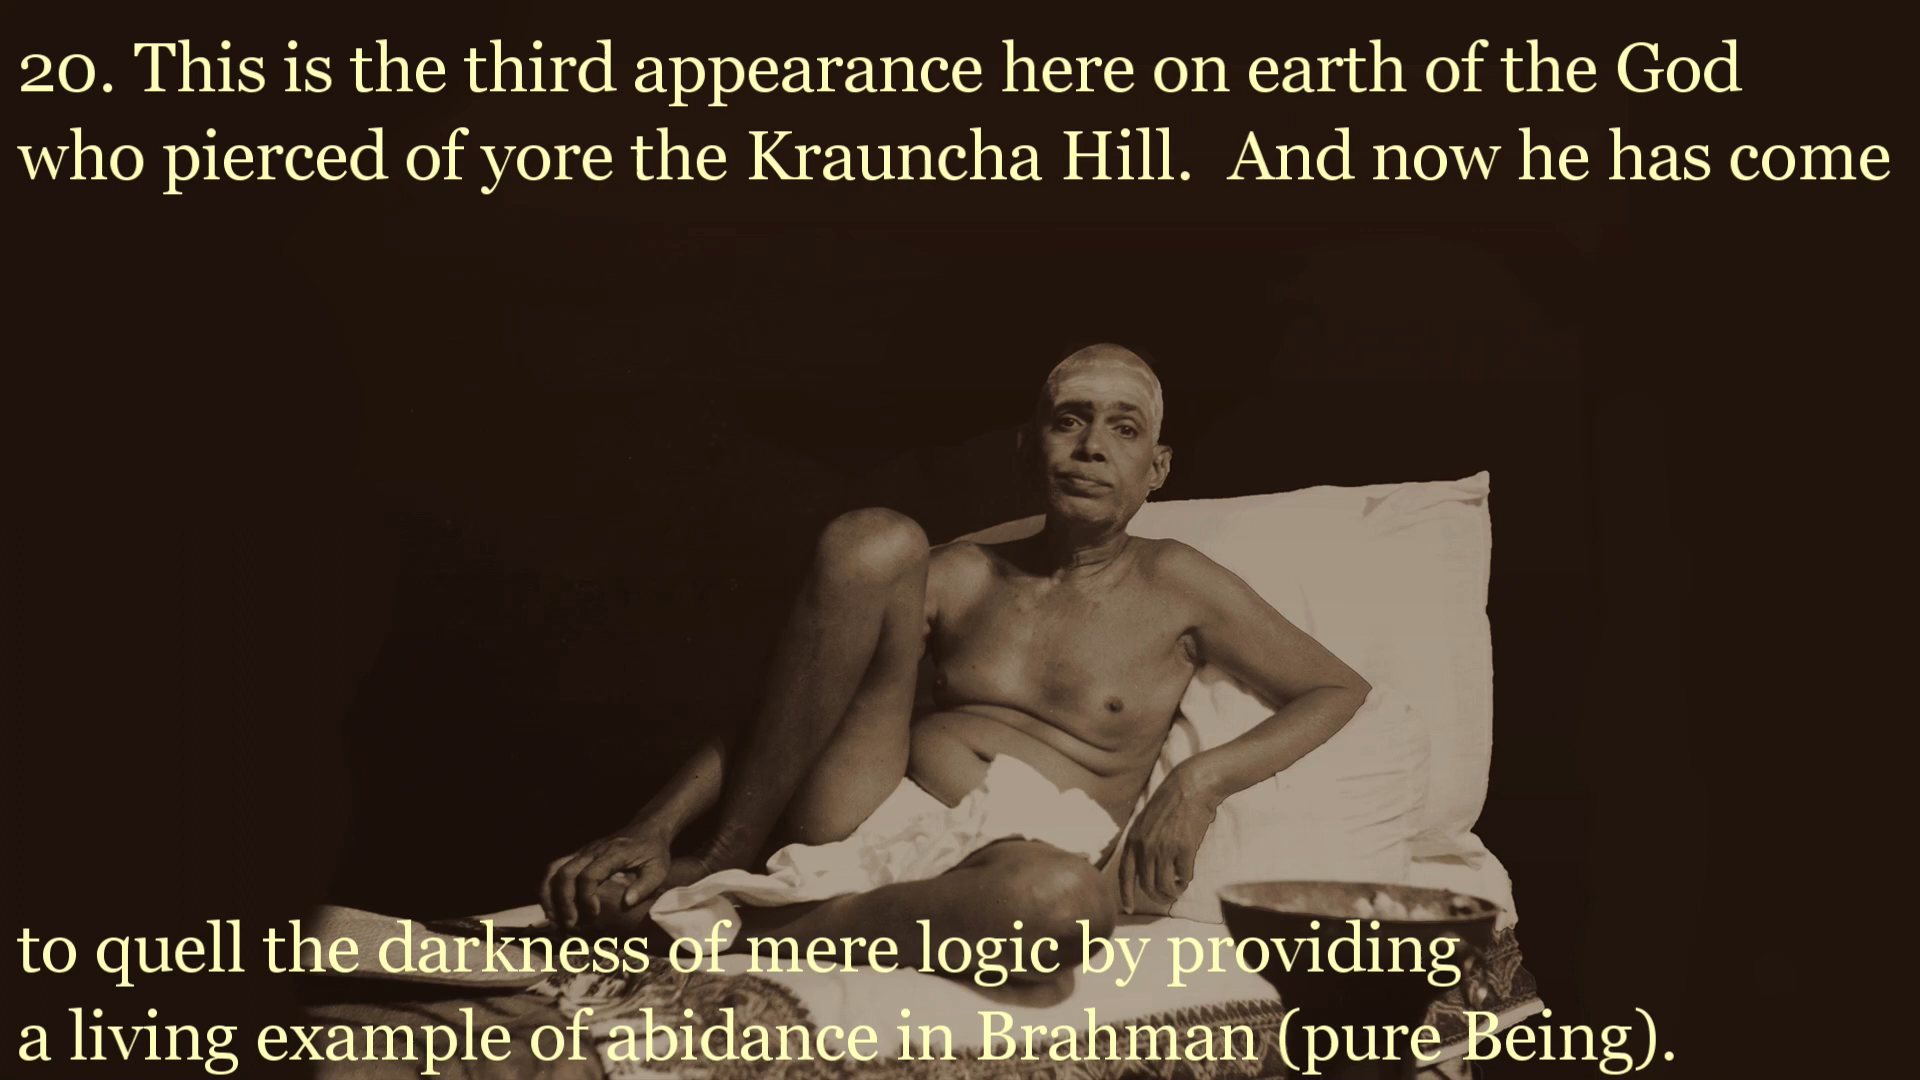 20. This is the third appearance here on earth of the God
who pierced of yore the Krauncha Hill.  And now he has come
to quell the darkness of mere logic by providing
a living example of abidance in Brahman (pure Being).